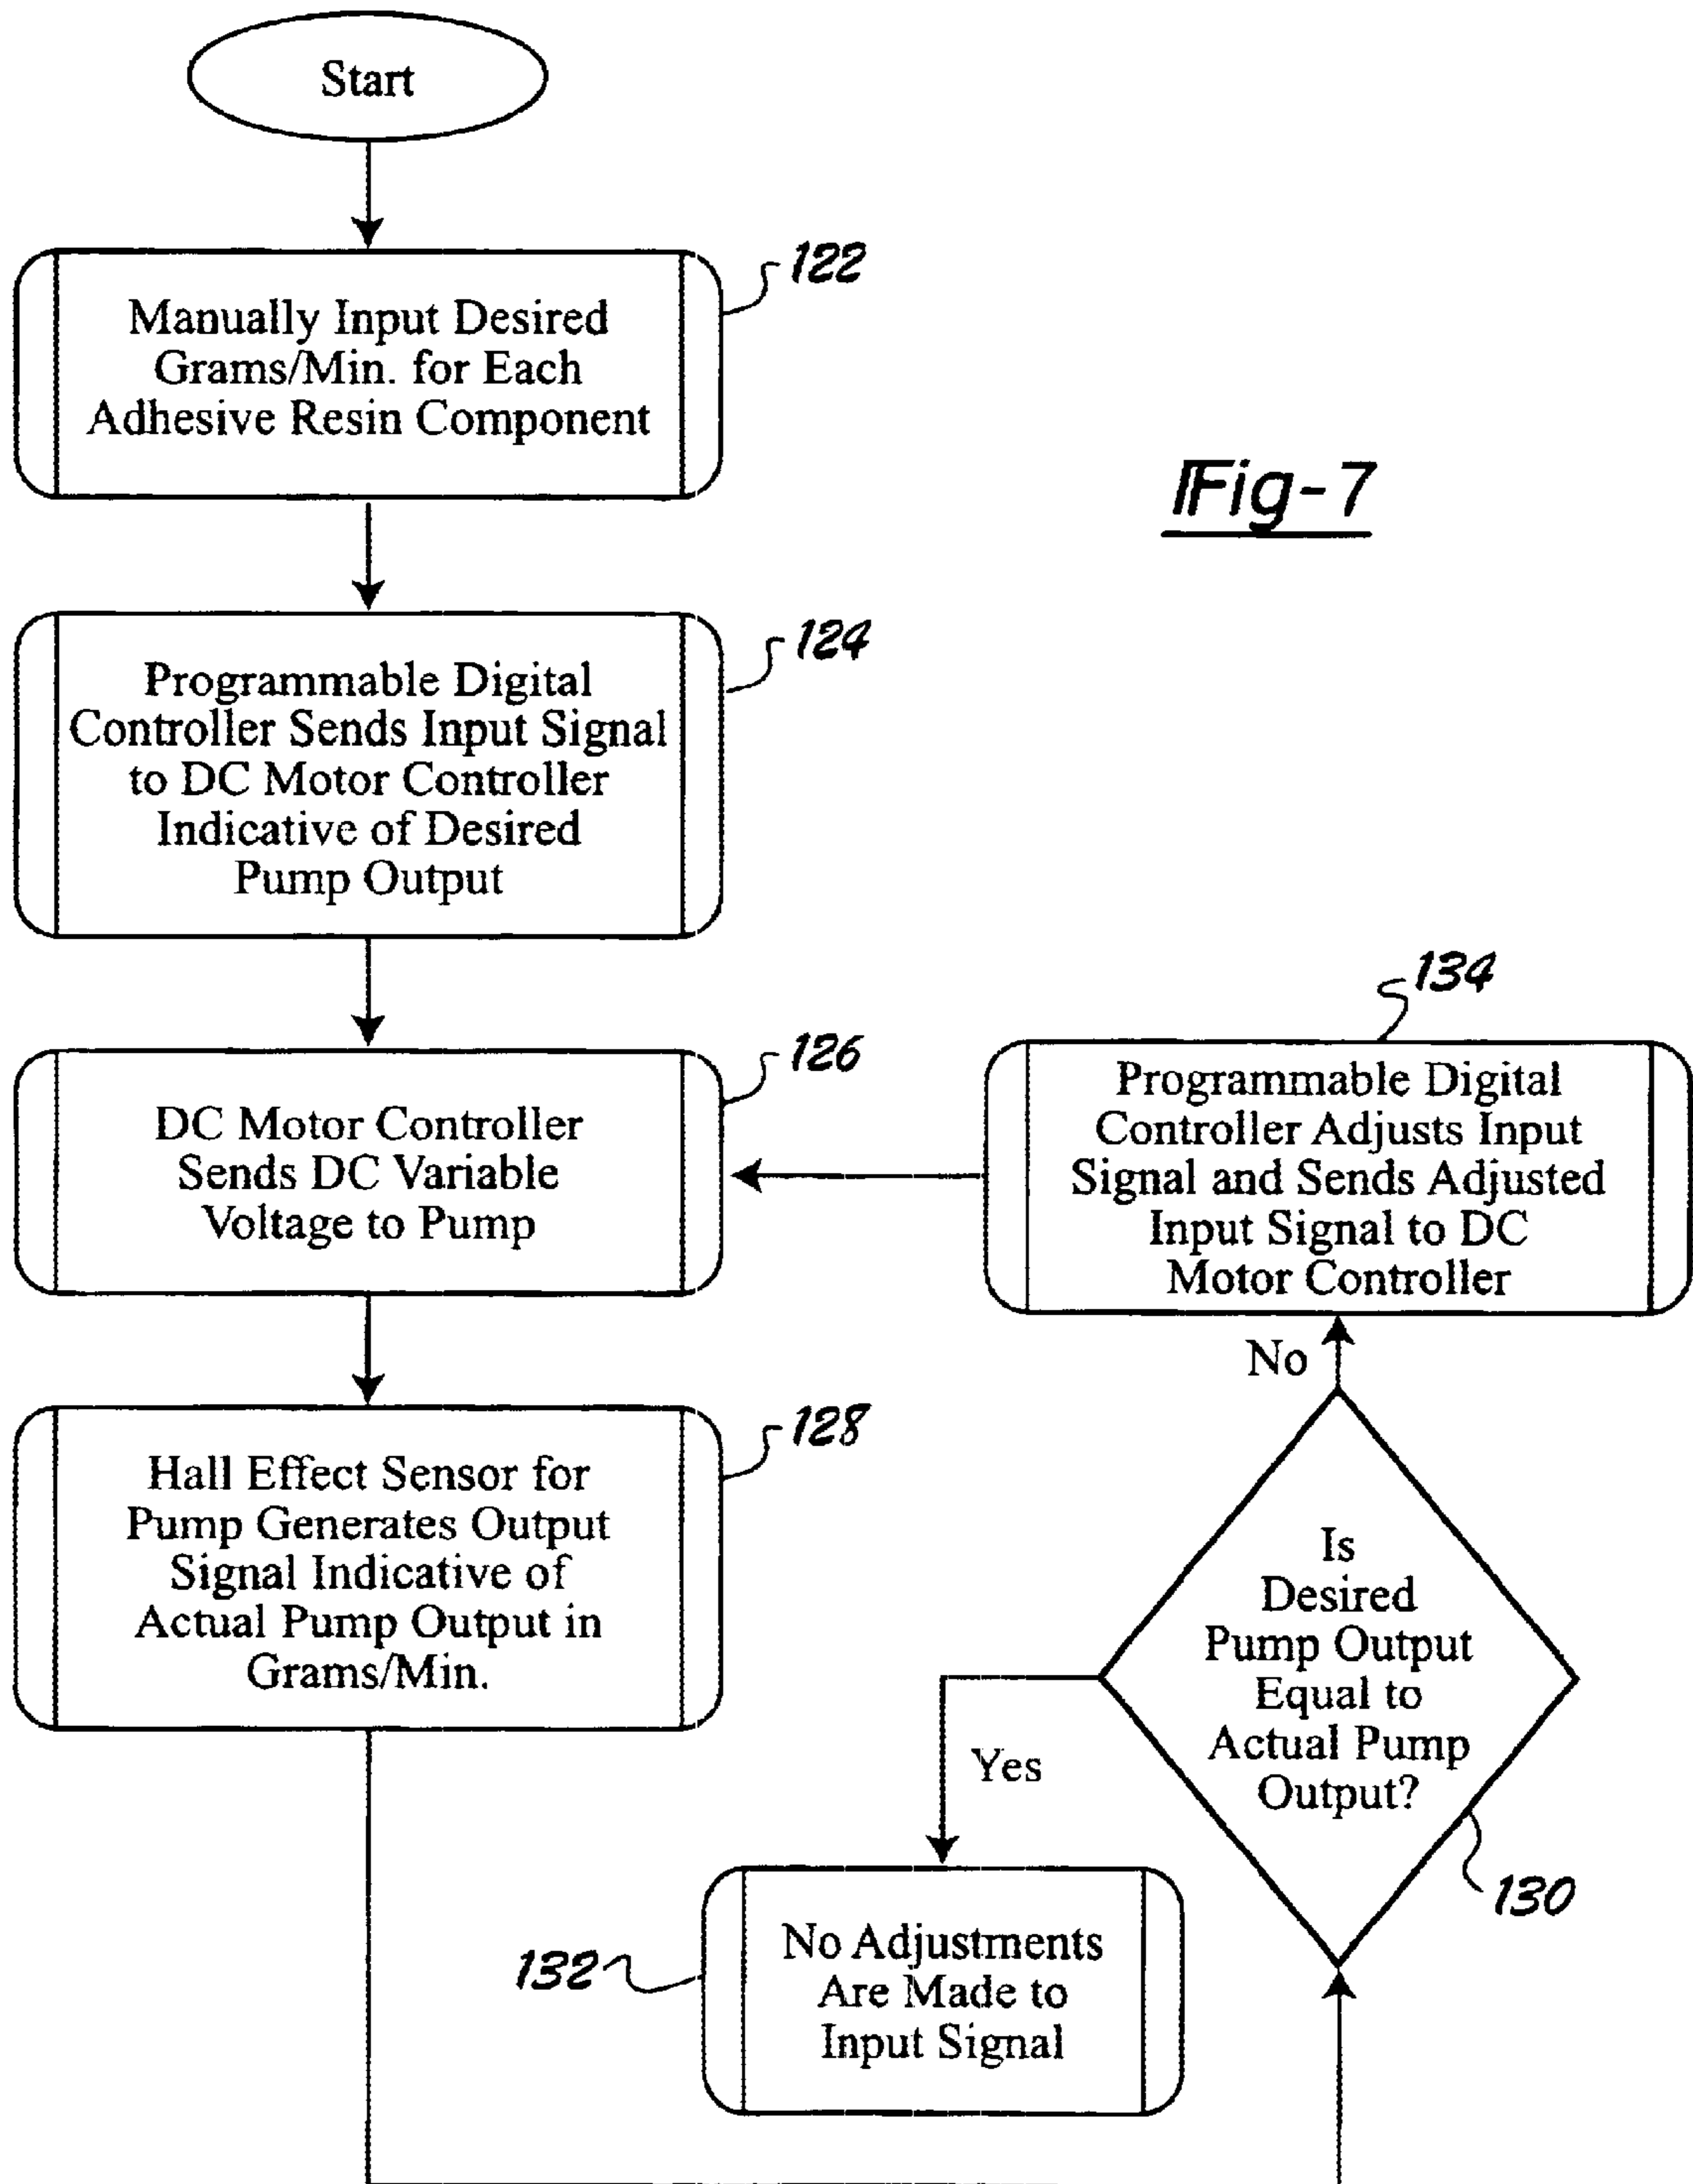 Start
122
Manually Input Desired
Grams/Min. for Each
Adhesive Resin Component
Fig-7
124
Programmable Digital
Controller Sends Input Signal
to DC Motor Controller
Indicative of Desired
Pump Output
126
DC Motor Controller
Sends DC Variable
Voltage to Pump
134
Programmable Digital
Controller Adjusts Input
Signal and Sends Adjusted
Input Signal to DC
Motor Controller
No
128
Hall Effect Sensor for
Pump Generates Output
Signal Indicative of
Actual Pump Output in
Grams/Min.
Is
Desired
Pump Output
Equal to
Actual Pump
Output?
130
Yes
132
No Adjustments
Are Made to
Input Signal